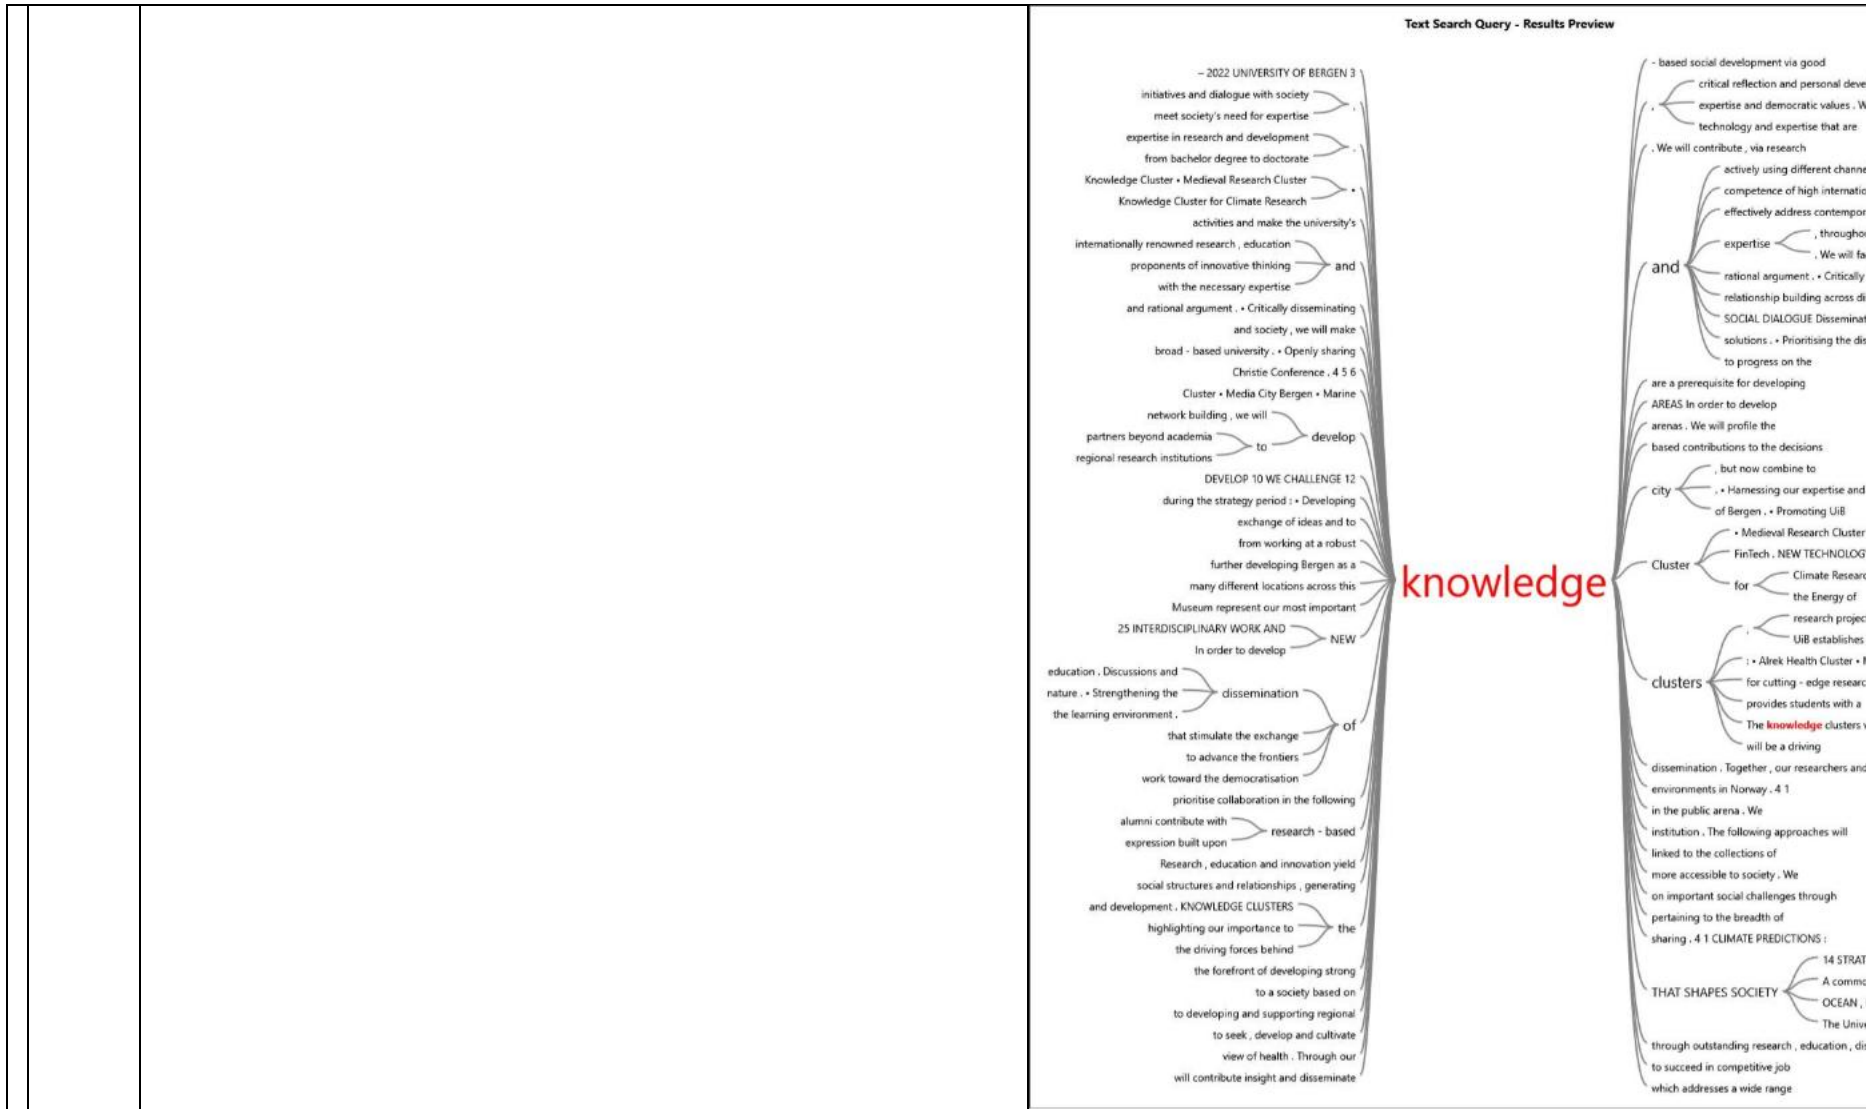 Text Search Query - Results Preview
– 2022 UNIVERSITY OF BERGEN 3
initiatives and dialogue with society
meet society's need for expertise
,
expertise in research and development
from bachelor degree to doctorate
.
Knowledge Cluster • Medieval Research Cluster
Knowledge Cluster for Climate Research
•
activities and make the university's
internationally renowned research , education
proponents of innovative thinking
with the necessary expertise
and
and rational argument . • Critically disseminating
and society , we will make
broad - based university . • Openly sharing
Christie Conference . 4 5 6
Cluster • Media City Bergen • Marine
network building , we will
partners beyond academia
regional research institutions
to
develop
DEVELOP 10 WE CHALLENGE 12
during the strategy period : • Developing
exchange of ideas and to
from working at a robust
further developing Bergen as a
many different locations across this
Museum represent our most important
25 INTERDISCIPLINARY WORK AND
In order to develop
NEW
education . Discussions and
nature . • Strengthening the
the learning environment .
dissemination
that stimulate the exchange
to advance the frontiers
work toward the democratisation
of
prioritise collaboration in the following
alumni contribute with
expression built upon
research - based
Research , education and innovation yield
social structures and relationships , generating
and development . KNOWLEDGE CLUSTERS
highlighting our importance to
the driving forces behind
the
the forefront of developing strong
to a society based on
to developing and supporting regional
to seek , develop and cultivate
view of health . Through our
will contribute insight and disseminate
knowledge
- based social development via good
,
critical reflection and personal deve
expertise and democratic values . W
technology and expertise that are
. We will contribute , via research
and
actively using different channe
competence of high internatio
effectively address contempor
expertise
, througho
. We will fa
rational argument . • Critically
relationship building across di
SOCIAL DIALOGUE Disseminat
solutions . • Prioritising the dis
to progress on the
are a prerequisite for developing
AREAS In order to develop
arenas . We will profile the
based contributions to the decisions
city
, but now combine to
. • Harnessing our expertise and
of Bergen . • Promoting UiB
Cluster
• Medieval Research Cluster
FinTech . NEW TECHNOLOG
for
Climate Researc
the Energy of
clusters
,
research projec
UiB establishes
: • Alrek Health Cluster • M
for cutting - edge researc
provides students with a
The knowledge clusters w
will be a driving
dissemination . Together , our researchers and
environments in Norway . 4 1
in the public arena . We
institution . The following approaches will
linked to the collections of
more accessible to society . We
on important social challenges through
pertaining to the breadth of
sharing . 4 1 CLIMATE PREDICTIONS :
THAT SHAPES SOCIETY
14 STRAT
A commo
OCEAN ,
The Unive
through outstanding research , education , dis
to succeed in competitive job
which addresses a wide range